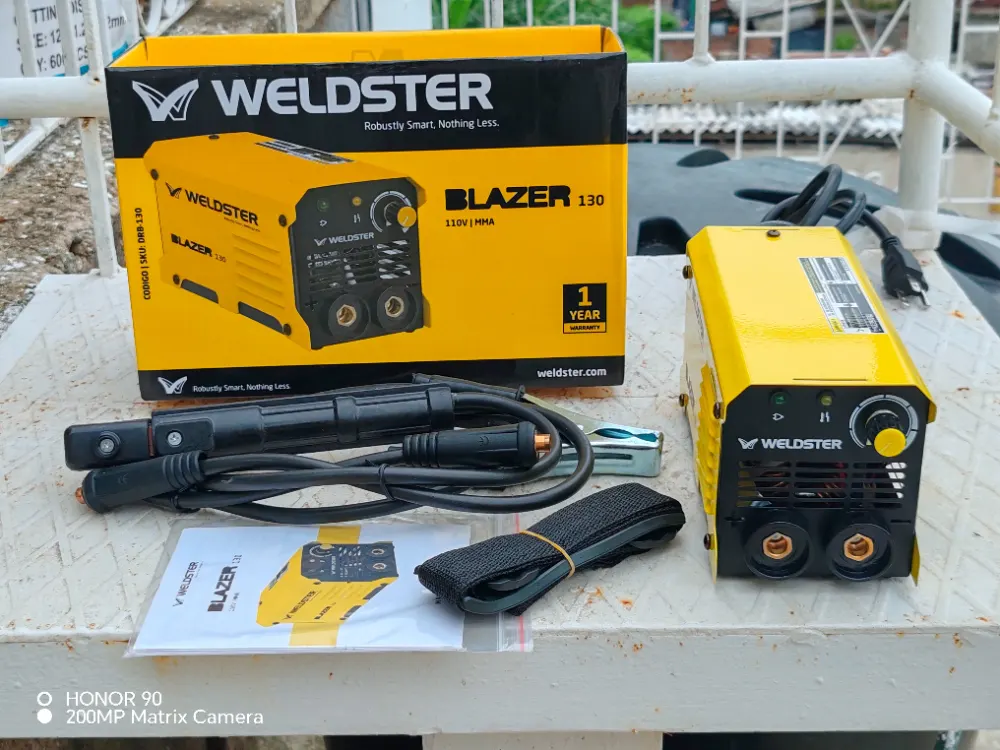 WELDSTER
Robustly Smart, Nothing Less.
WELDSTER
BLAZER 130
WELDSTER
BLAZER 130
110V | MMA
CODIGO | SKU: DRB-130
1
YEAR
WARRANTY
Robustly Smart, Nothing Less.
weldster.com
WELDSTER
WELDSTER
BLAZER
WELDSTER
HONOR 90
200MP Matrix Camera